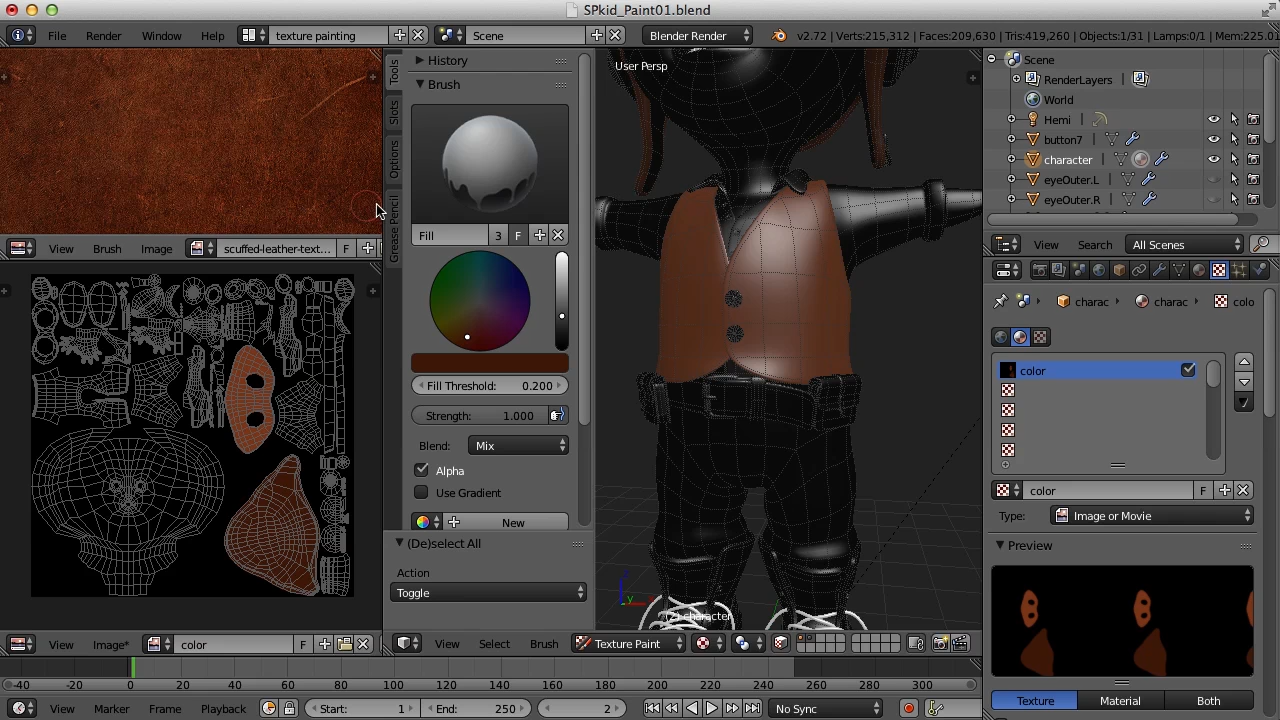 SPkid_Paint01.blend
File Render Window Help texture painting Scene Blender Render v2.72 | Verts:215,312 | Faces:209,630 | Tris:419,260 | Objects:1/31 | Lamps:0/1 | Mem:225.01
Tools
Slots
Options
Grease Pencil
History
Brush
Fill 3 F
Fill Threshold: 0.200
Strength: 1.000
Blend: Mix
Alpha
Use Gradient
New
(De)select All
Action
Toggle
View Brush Image scuffed-leather-text... F
View Image* color F
User Persp
(2) character
View Select Brush Texture Paint
Scene
RenderLayers
World
Hemi
button7
character
eyeOuter.L
eyeOuter.R
View Search All Scenes
charac charac colo
color
color F
Type: Image or Movie
Preview
Texture Material Both
-40 -20 0 20 40 60 80 100 120 140 160 180 200 220 240 260 280 300
View Marker Frame Playback Start: 1 End: 250 2 No Sync